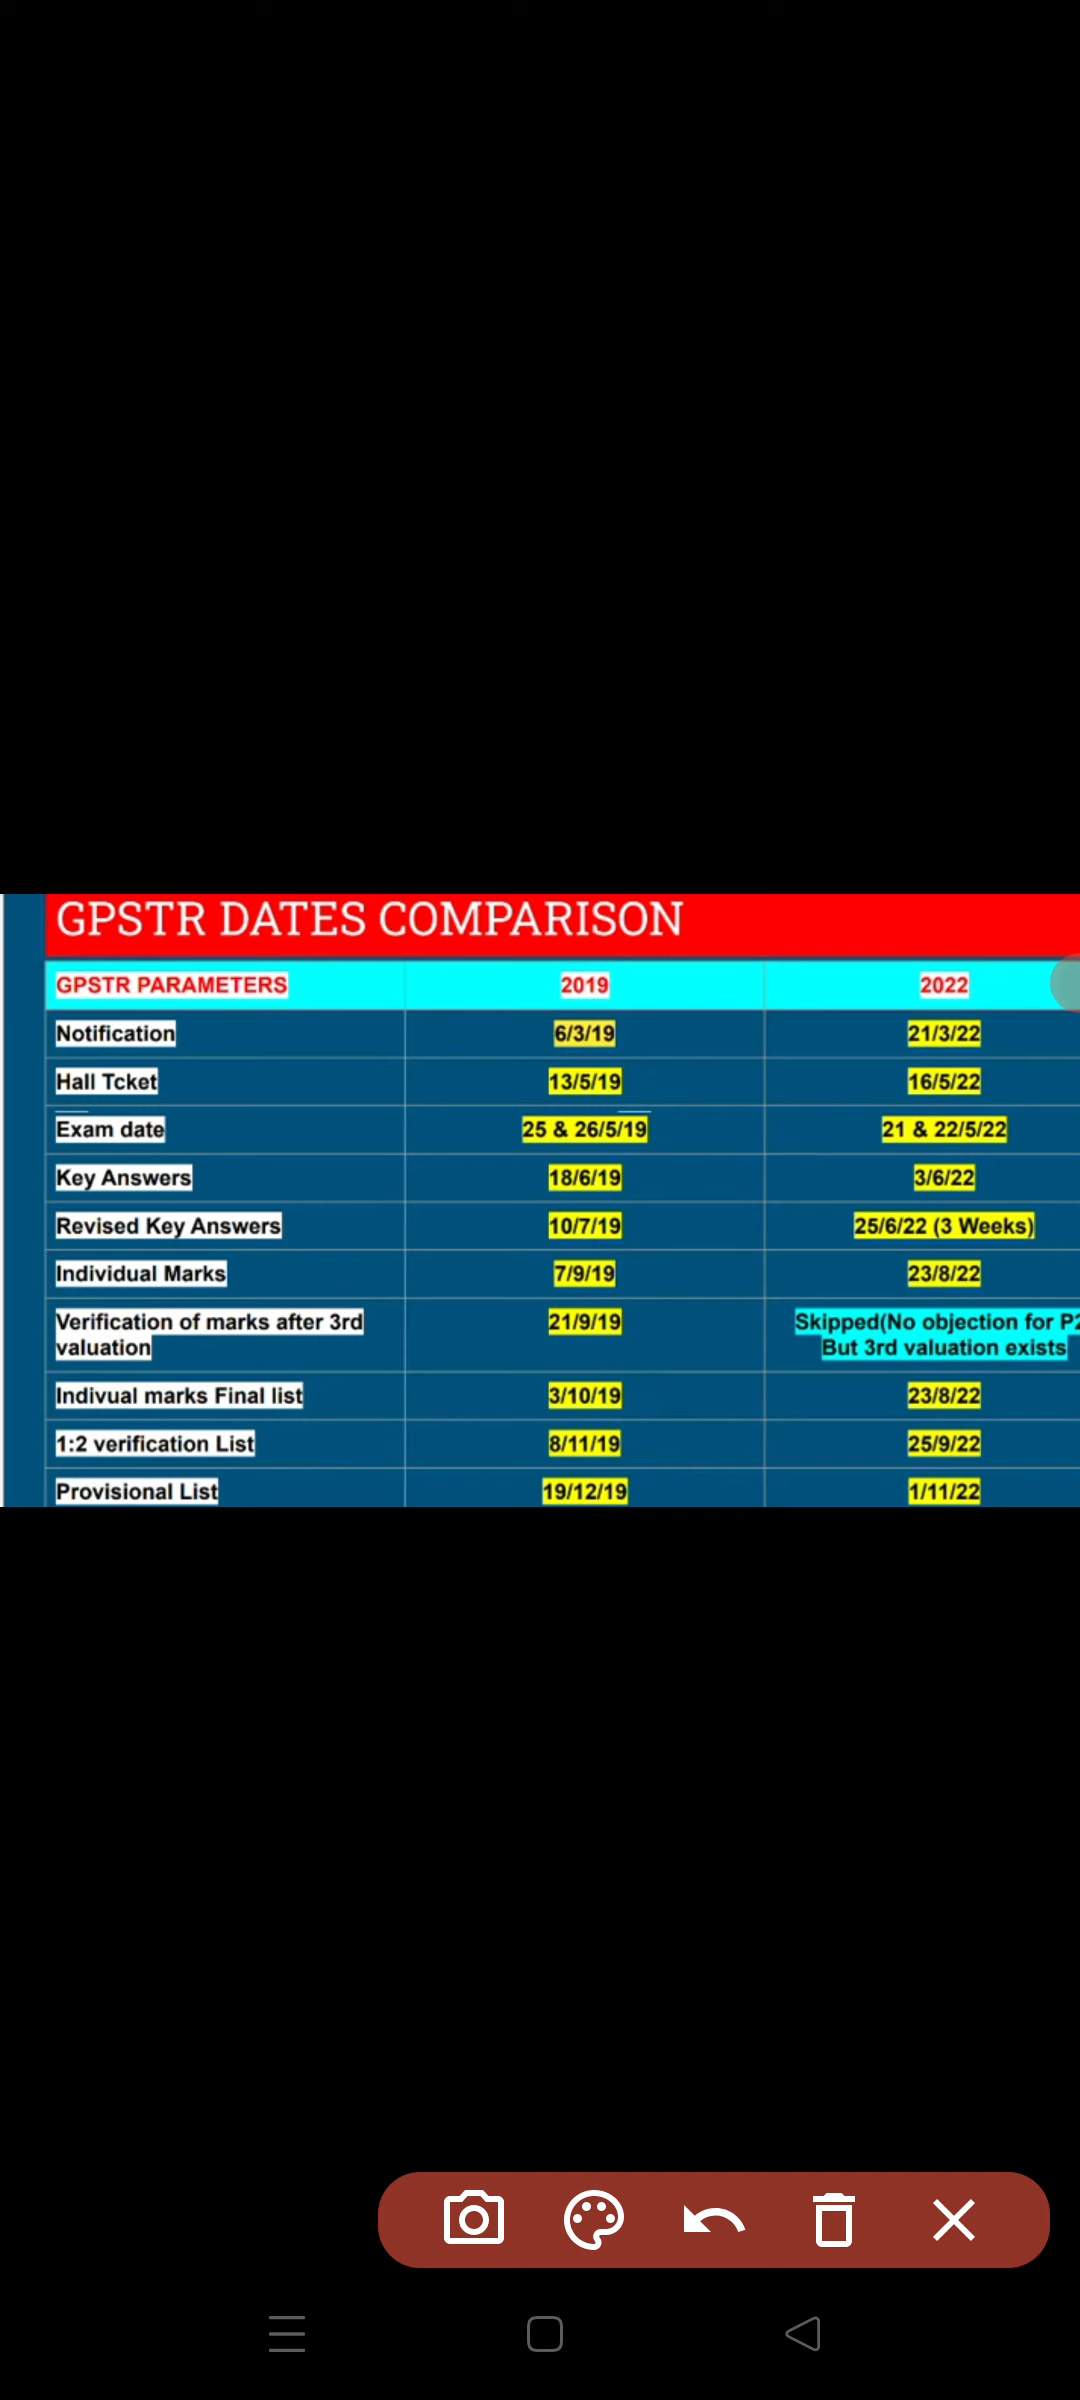 GPSTR DATES COMPARISON
GPSTR PARAMETERS 2019 2022
Notification 6/3/19 21/3/22
Hall Tcket 13/5/19 16/5/22
Exam date 25 & 26/5/19 21 & 22/5/22
Key Answers 18/6/19 3/6/22
Revised Key Answers 10/7/19 25/6/22 (3 Weeks)
Individual Marks 7/9/19 23/8/22
Verification of marks after 3rd 21/9/19 Skipped(No objection for P2
valuation But 3rd valuation exists
Indivual marks Final list 3/10/19 23/8/22
1:2 verification List 8/11/19 25/9/22
Provisional List 19/12/19 1/11/22